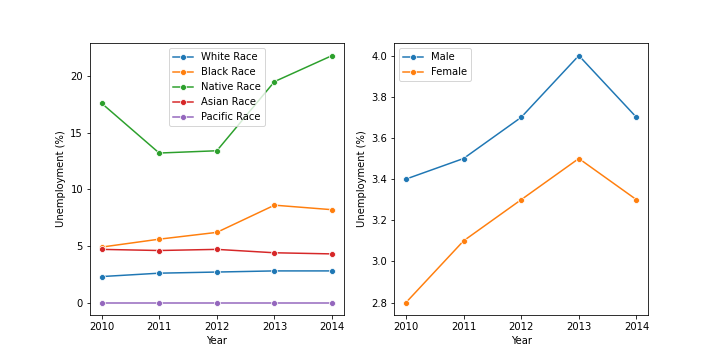 White Race
Black Race
Native Race
Asian Race
Pacific Race
20
15
10
5
0
Unemployment (%)
2010 2011 2012 2013 2014
Year
Male
Female
4.0
3.8
3.6
3.4
3.2
3.0
2.8
Unemployment (%)
2010 2011 2012 2013 2014
Year